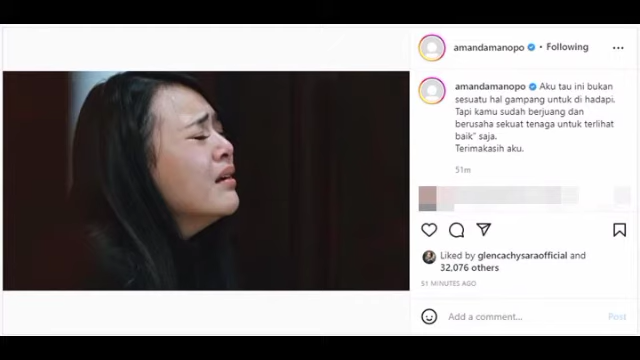 amandamanopo • Following
amandamanopo Aku tau ini bukan
sesuatu hal gampang untuk di hadapi.
Tapi kamu sudah berjuang dan
berusaha sekuat tenaga untuk terlihat
baik" saja.
Terimakasih aku.
51m
Liked by glencachysaraofficial and
32,076 others
51 MINUTES AGO
Add a comment...
Post